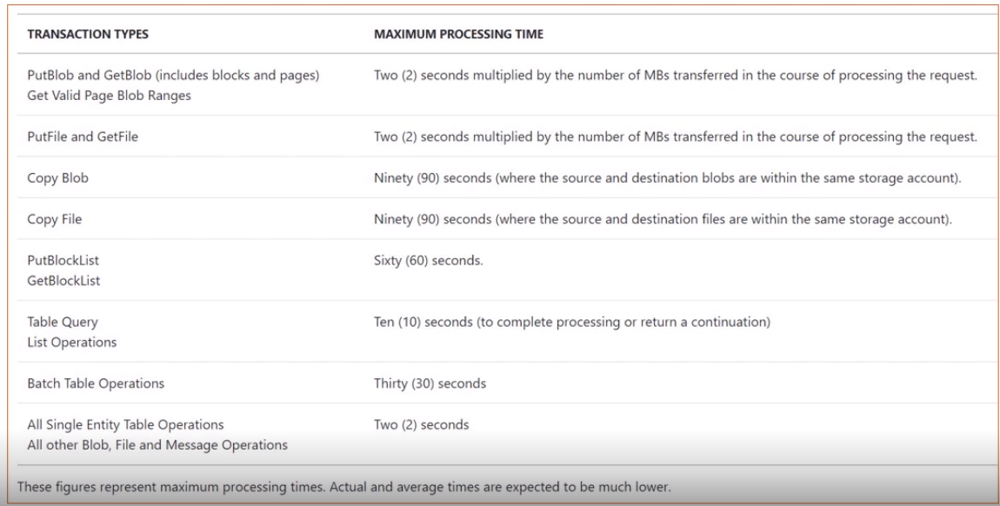 TRANSACTION TYPES MAXIMUM PROCESSING TIME
PutBlob and GetBlob (includes blocks and pages) Two (2) seconds multiplied by the number of MBs transferred in the course of processing the request.
Get Valid Page Blob Ranges
PutFile and GetFile Two (2) seconds multiplied by the number of MBs transferred in the course of processing the request.
Copy Blob Ninety (90) seconds (where the source and destination blobs are within the same storage account).
Copy File Ninety (90) seconds (where the source and destination files are within the same storage account).
PutBlockList Sixty (60) seconds.
GetBlockList
Table Query Ten (10) seconds (to complete processing or return a continuation)
List Operations
Batch Table Operations Thirty (30) seconds
All Single Entity Table Operations Two (2) seconds
All other Blob, File and Message Operations
These figures represent maximum processing times. Actual and average times are expected to be much lower.